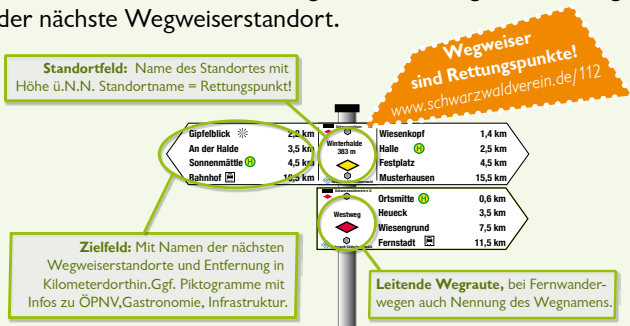 der nächste Wegweiserstandort.
Wegweiser
sind Rettungspunkte!
www.schwarzwaldverein.de/112
Standortfeld: Name des Standortes mit
Höhe ü.N.N. Standortname = Rettungspunkt!
Gipfelblick 2,2 km
An der Halde 3,5 km
Sonnenmättle H 4,5 km
Bahnhof 10,5 km
Winterhalde
383 m
Wiesenkopf 1,4 km
Halle H 2,5 km
Festplatz 4,5 km
Musterhausen 15,5 km
Schwarzwaldverein e.V.
Westweg
Ortsmitte H 0,6 km
Heueck 3,5 km
Wiesengrund 7,5 km
Fernstadt 11,5 km
Zielfeld: Mit Namen der nächsten
Wegweiserstandorte und Entfernung in
Kilometerdorthin.Ggf. Piktogramme mit
Infos zu ÖPNV,Gastronomie, Infrastruktur.
Leitende Wegraute, bei Fernwander-
wegen auch Nennung des Wegnamens.